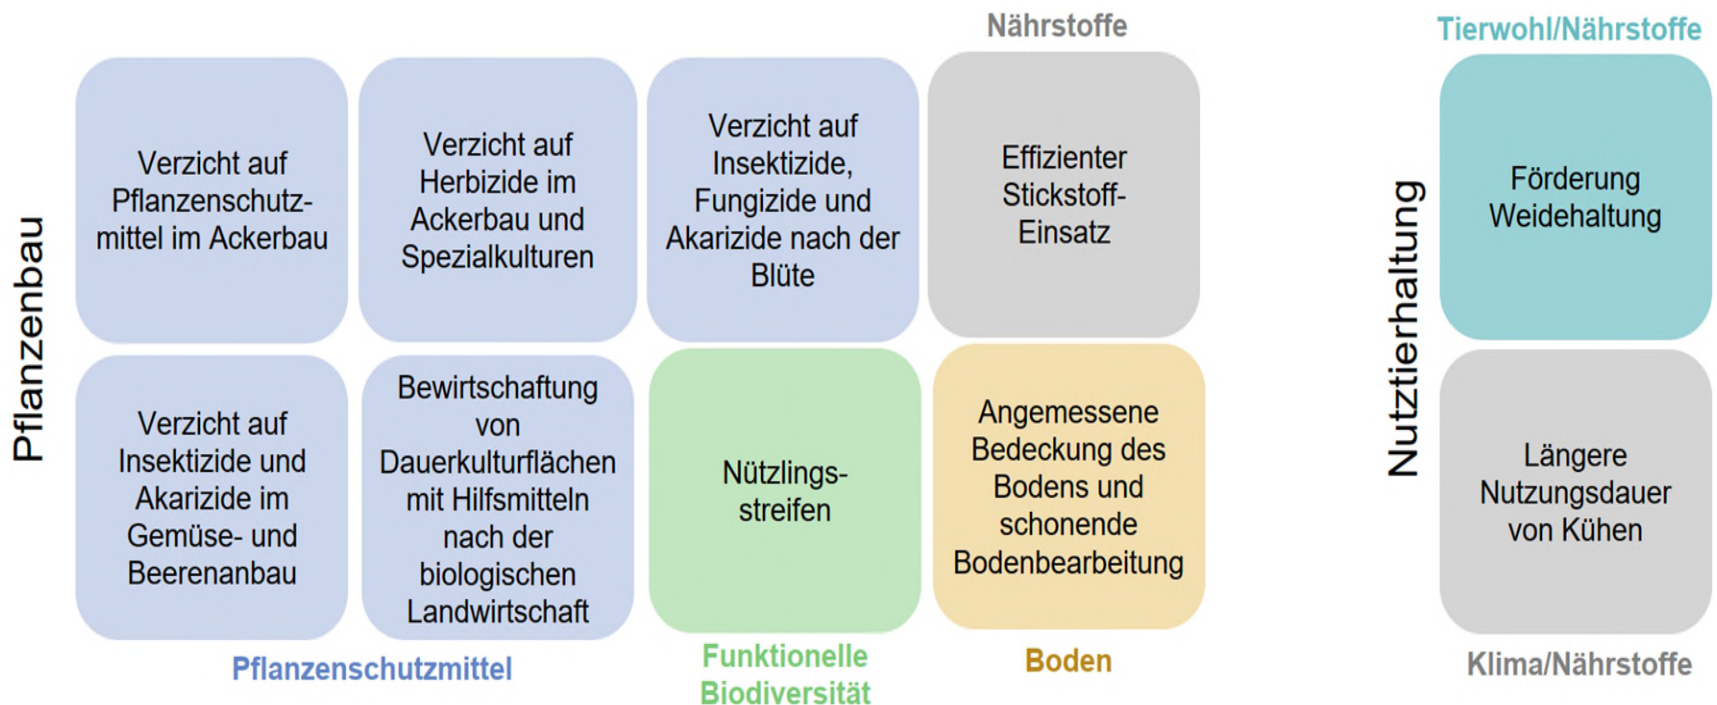 Pflanzenbau
Verzicht auf
Pflanzenschutz-
mittel im Ackerbau
Verzicht auf
Herbizide im
Ackerbau und
Spezialkulturen
Verzicht auf
Insektizide,
Fungizide und
Akarizide nach der
Blüte
Nährstoffe
Effizienter
Stickstoff-
Einsatz
Verzicht auf
Insektizide und
Akarizide im
Gemüse- und
Beerenanbau
Bewirtschaftung
von
Dauerkulturflächen
mit Hilfsmitteln
nach der
biologischen
Landwirtschaft
Pflanzenschutzmittel
Nützlings-
streifen
Funktionelle
Biodiversität
Angemessene
Bedeckung des
Bodens und
schonende
Bodenbearbeitung
Boden
Nutztierhaltung
Tierwohl/Nährstoffe
Förderung
Weidehaltung
Längere
Nutzungsdauer
von Kühen
Klima/Nährstoffe